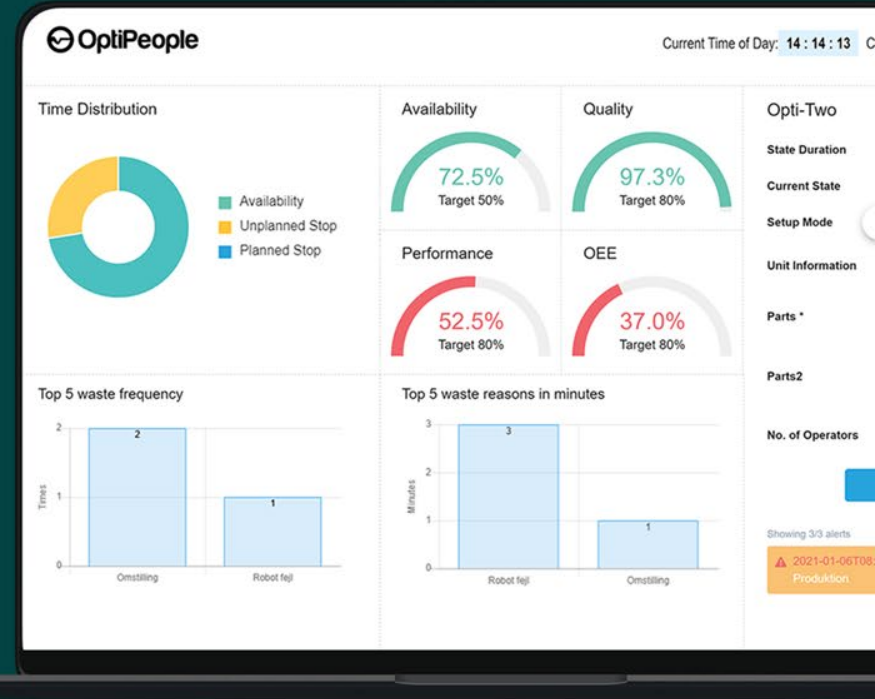 OptiPeople
Current Time of Day: 14 : 14 : 13
Time Distribution
Availability
Unplanned Stop
Planned Stop
Availability
72.5%
Target 50%
Quality
97.3%
Target 80%
Performance
52.5%
Target 80%
OEE
37.0%
Target 80%
Opti-Two
State Duration
Current State
Setup Mode
Unit Information
Parts *
Parts2
No. of Operators
Showing 3/3 alerts
2021-01-06T08:
Produktion
Top 5 waste frequency
Times
2
1
0
2
1
Omstilling
Robot fejl
Top 5 waste reasons in minutes
Minutes
3
2
1
0
3
1
Robot fejl
Omstilling